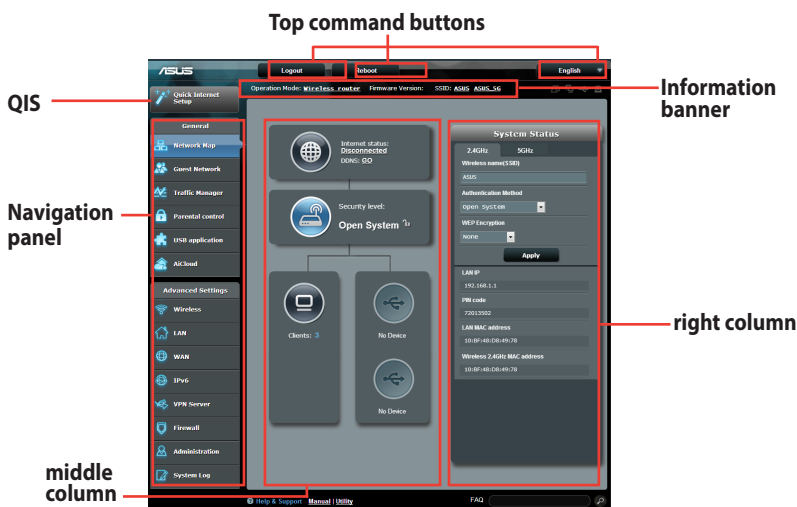 Top command buttons
ASUS
Logout
Reboot
English
Operation Mode: Wireless router Firmware Version: SSID: ASUS ASUS_5G
Information banner
QIS
Quick Internet Setup
General
Network Map
Guest Network
Traffic Manager
Parental control
USB application
AiCloud
Navigation panel
Advanced Settings
Wireless
LAN
WAN
IPv6
VPN Server
Firewall
Administration
System Log
Internet status:
Disconnected
DDNS: GO
Security level:
Open System
Clients: 3
No Device
No Device
middle column
System Status
2.4GHz
5GHz
Wireless name(SSID)
ASUS
Authentication Method
Open System
WEP Encryption
None
Apply
LAN IP
192.168.1.1
PIN code
72013502
LAN MAC address
10:BF:48:D8:49:78
Wireless 2.4GHz MAC address
10:BF:48:D8:49:78
right column
Help & Support Manual | Utility
FAQ